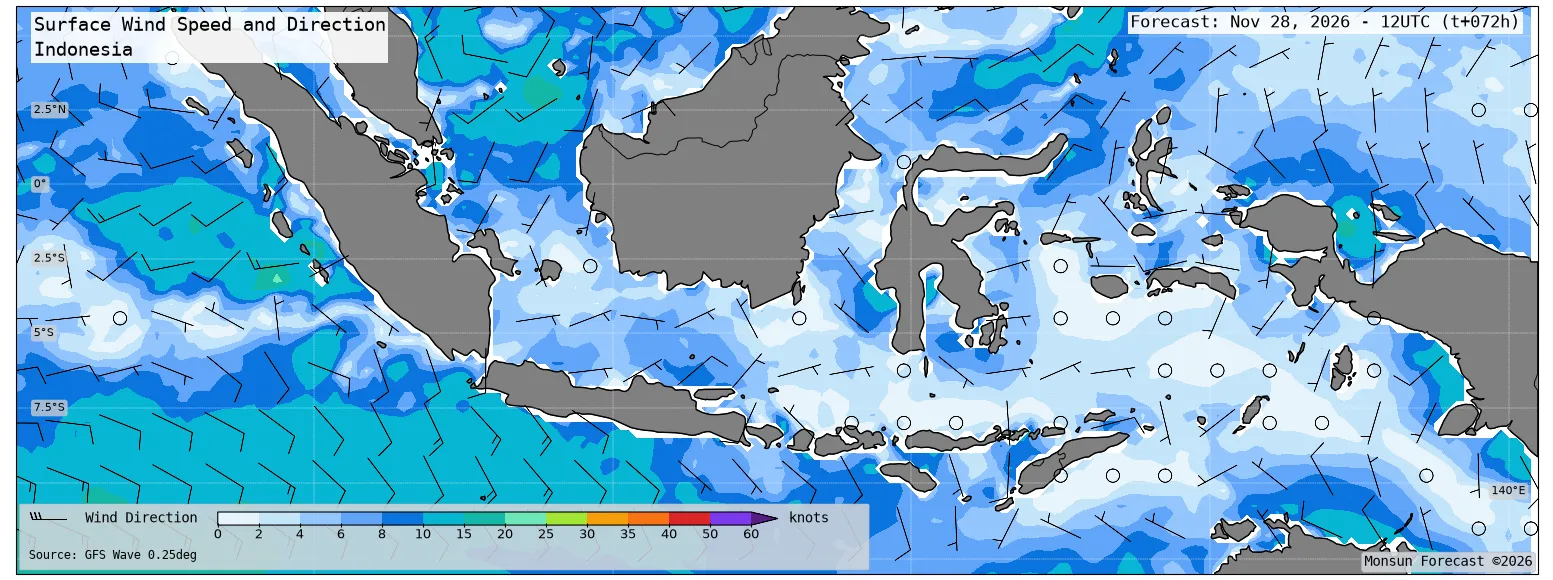 Surface Wind Speed and Direction
Indonesia
Forecast: Nov 28, 2026 - 12UTC (t+072h)
2.5°N
0°
2.5°S
5°S
7.5°S
140°E
Wind Direction
0 2 4 6 8 10 15 20 25 30 35 40 50 60
knots
Source: GFS Wave 0.25deg
Monsun Forecast ©2026